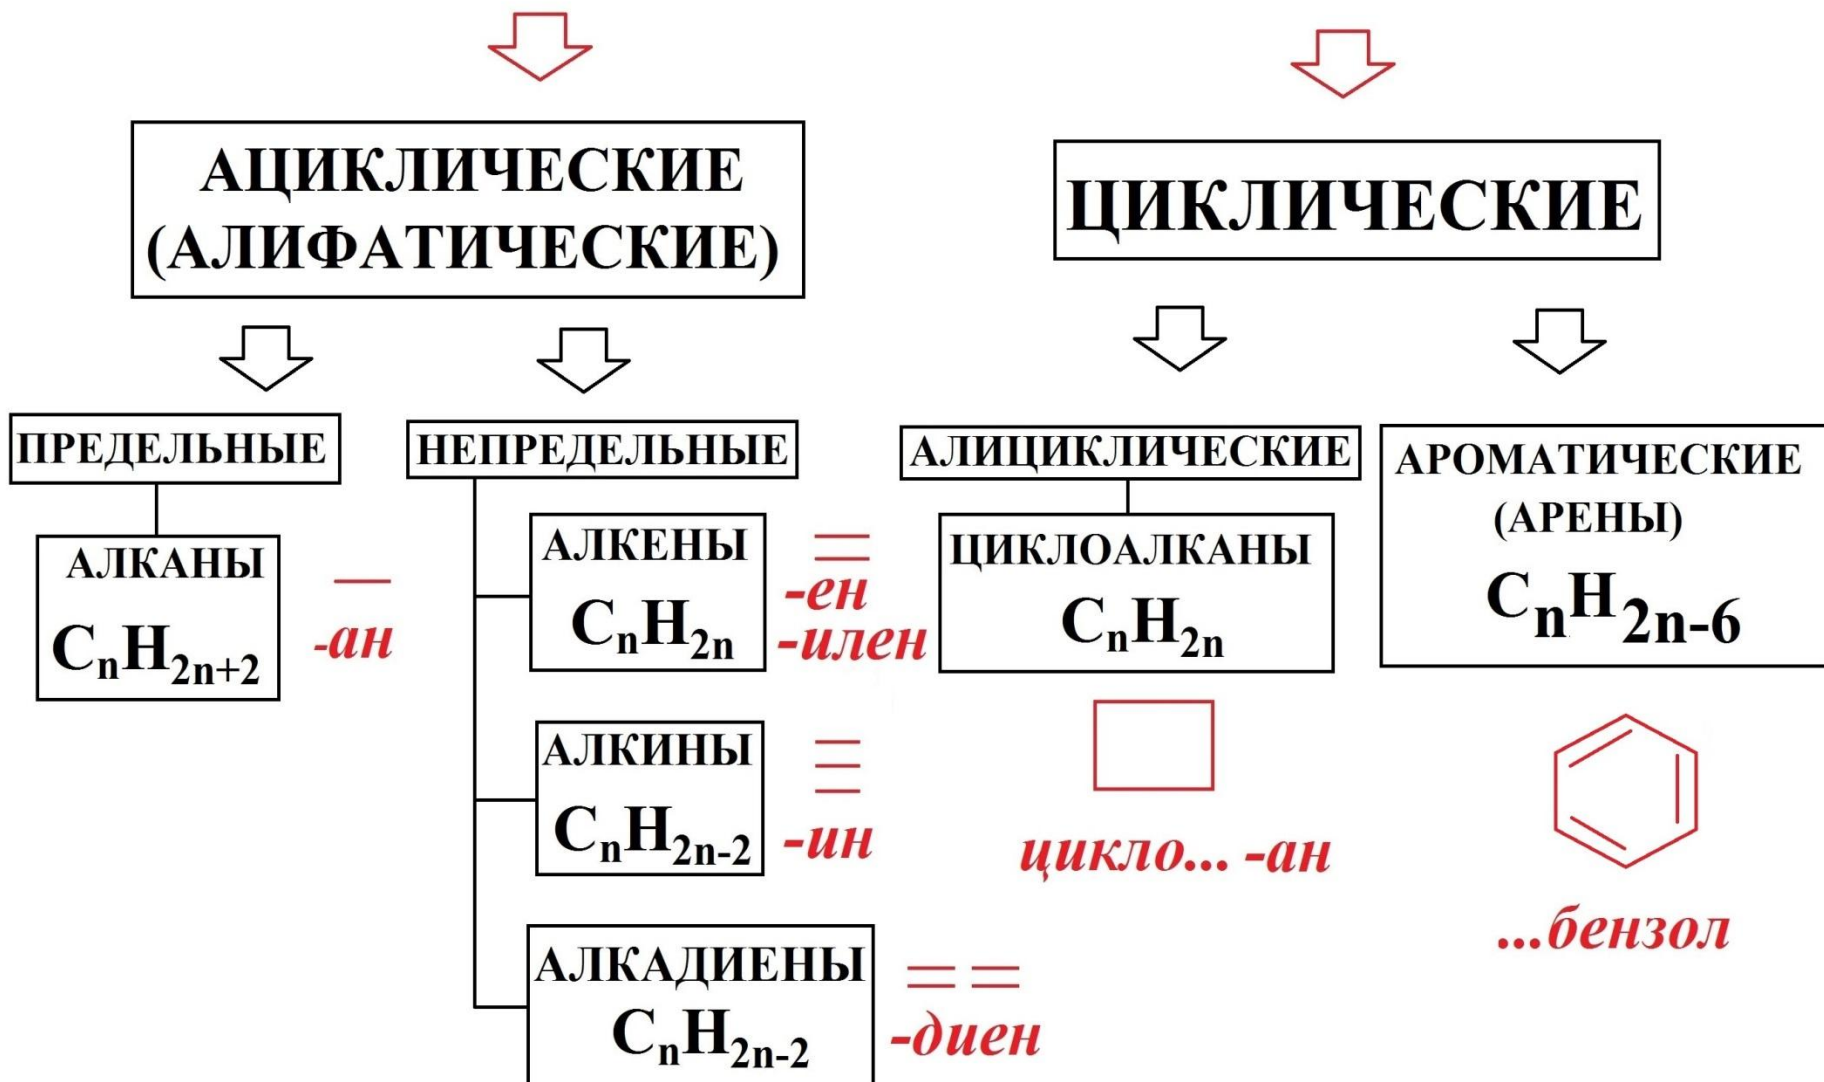 АЦИКЛИЧЕСКИЕ
(АЛИФАТИЧЕСКИЕ)
ЦИКЛИЧЕСКИЕ
ПРЕДЕЛЬНЫЕ
АЛКАНЫ
CₙH₂ₙ₊₂
-ан
НЕПРЕДЕЛЬНЫЕ
АЛКЕНЫ
CₙH₂ₙ
-ен
-илен
АЛКИНЫ
CₙH₂ₙ₋₂
-ин
АЛКАДИЕНЫ
CₙH₂ₙ₋₂
-диен
АЛИЦИКЛИЧЕСКИЕ
ЦИКЛОАЛКАНЫ
CₙH₂ₙ
цикло... -ан
АРОМАТИЧЕСКИЕ
(АРЕНЫ)
CₙH₂ₙ₋₆
...бензол